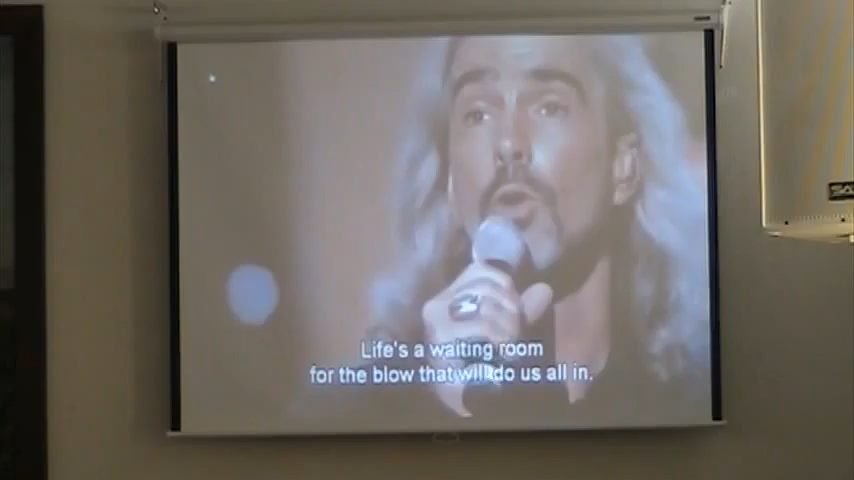 Life's a waiting room
for the blow that will do us all in.